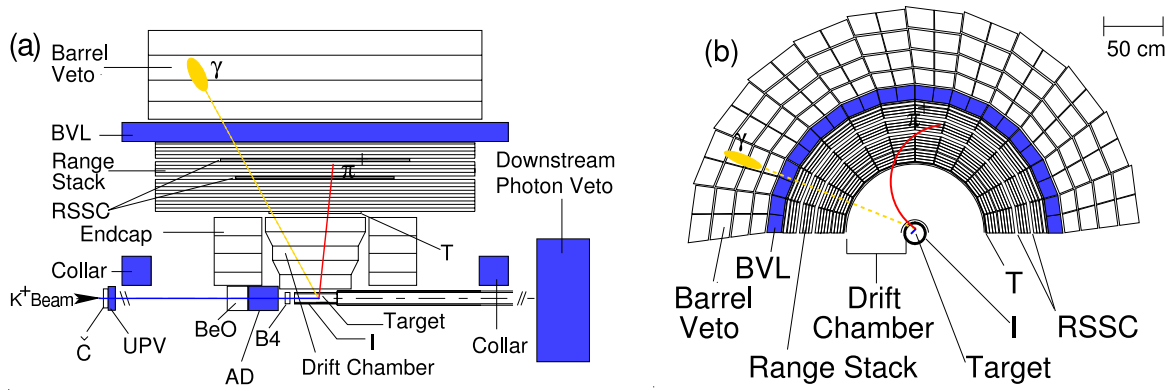 (a)
Barrel
Veto
γ
BVL
Range
Stack
π
RSSC
Endcap
T
Downstream
Photon Veto
Collar
K+Beam
Č
UPV
BeO
AD
B4
I
Target
Drift Chamber
Collar
(b)
50 cm
γ
BVL
Barrel
Veto
Drift
Chamber
Range Stack
T
I
RSSC
Target